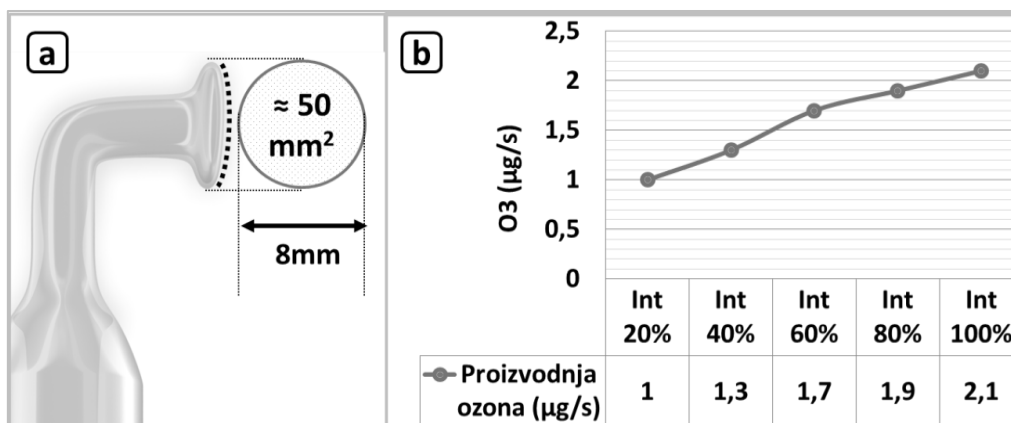 a
≈ 50
mm²
8mm
b
2,5
2
1,5
1
0,5
0
O3 (µg/s)
Int
20%
Int
40%
Int
60%
Int
80%
Int
100%
Proizvodnja
ozona (µg/s)
1
1,3
1,7
1,9
2,1